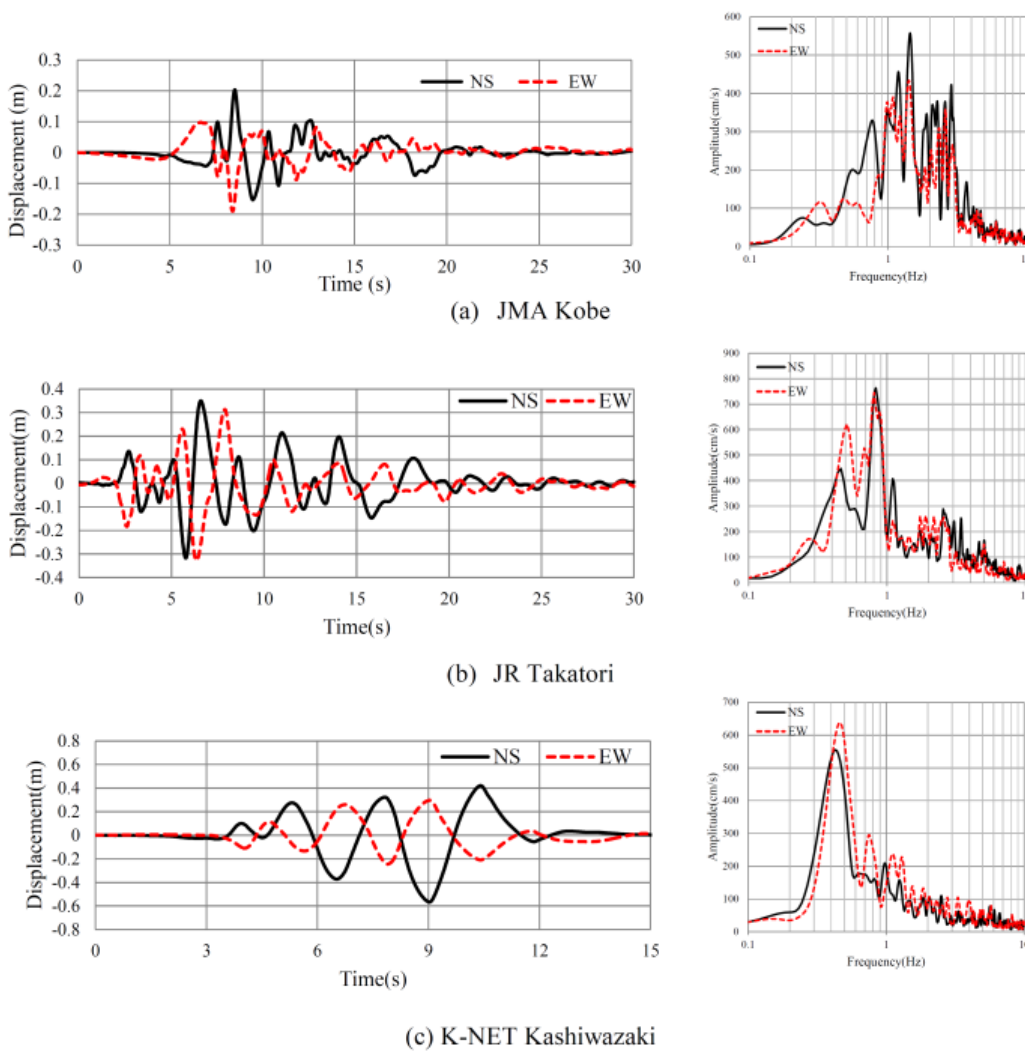 0.3
0.2
0.1
0
-0.1
-0.2
-0.3
Displacement (m)
NS EW
0 5 10 15 20 25 30
Time (s)
600
500
400
300
200
100
0
Amplitude(cm/s)
NS
EW
0.1 1
Frequency(Hz)
(a) JMA Kobe
0.4
0.3
0.2
0.1
0
-0.1
-0.2
-0.3
-0.4
Displacement(m)
NS EW
0 5 10 15 20 25 30
Time(s)
900
800
700
600
500
400
300
200
100
0
Amplitude(cm/s)
NS
EW
0.1 1
Frequency(Hz)
(b) JR Takatori
0.8
0.6
0.4
0.2
0
-0.2
-0.4
-0.6
-0.8
Displacement(m)
NS EW
0 3 6 9 12 15
Time(s)
700
600
500
400
300
200
100
0
Amplitude(cm/s)
NS
EW
0.1 1
Frequency(Hz)
(c) K-NET Kashiwazaki